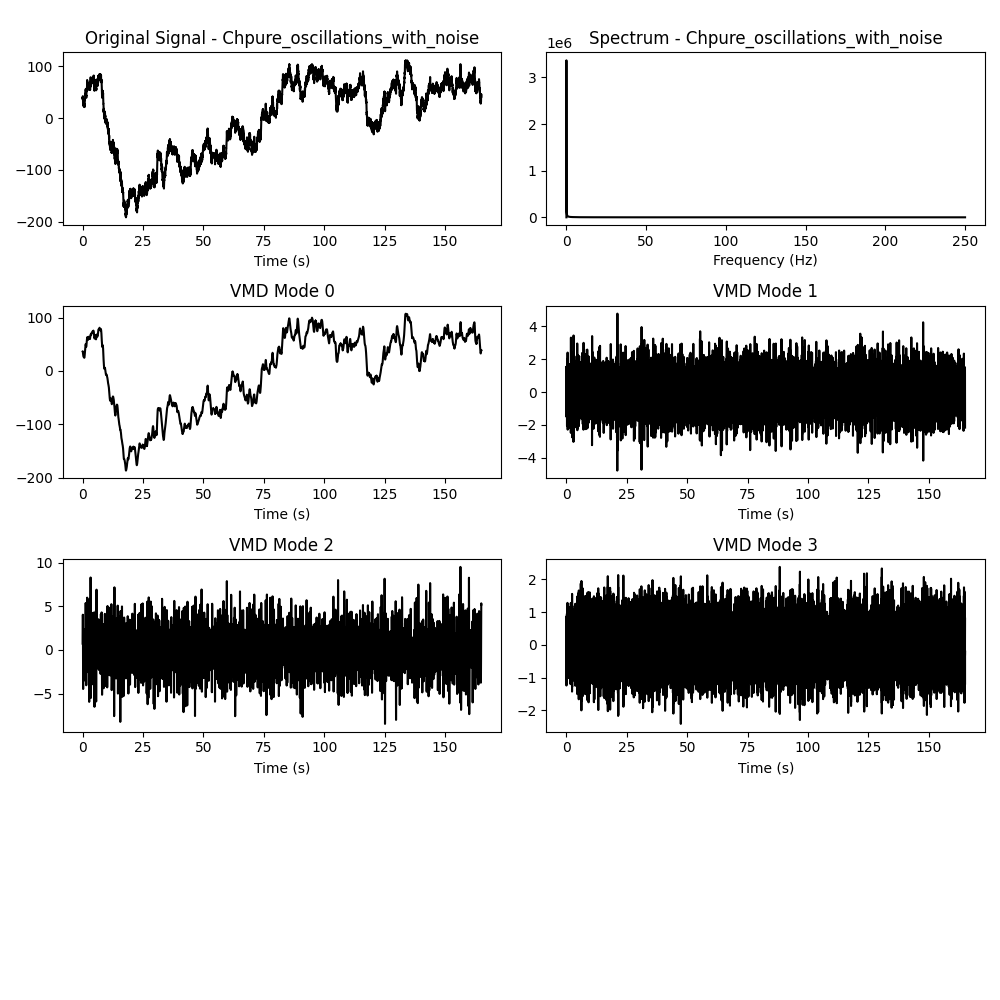 Original Signal - Chpure_oscillations_with_noise
100
0
−100
−200
0 25 50 75 100 125 150
Time (s)
Spectrum - Chpure_oscillations_with_noise
1e6
3
2
1
0
0 50 100 150 200 250
Frequency (Hz)
VMD Mode 0
100
0
−100
−200
0 25 50 75 100 125 150
Time (s)
VMD Mode 1
4
2
0
−2
−4
0 25 50 75 100 125 150
Time (s)
VMD Mode 2
10
5
0
−5
0 25 50 75 100 125 150
Time (s)
VMD Mode 3
2
1
0
−1
−2
0 25 50 75 100 125 150
Time (s)